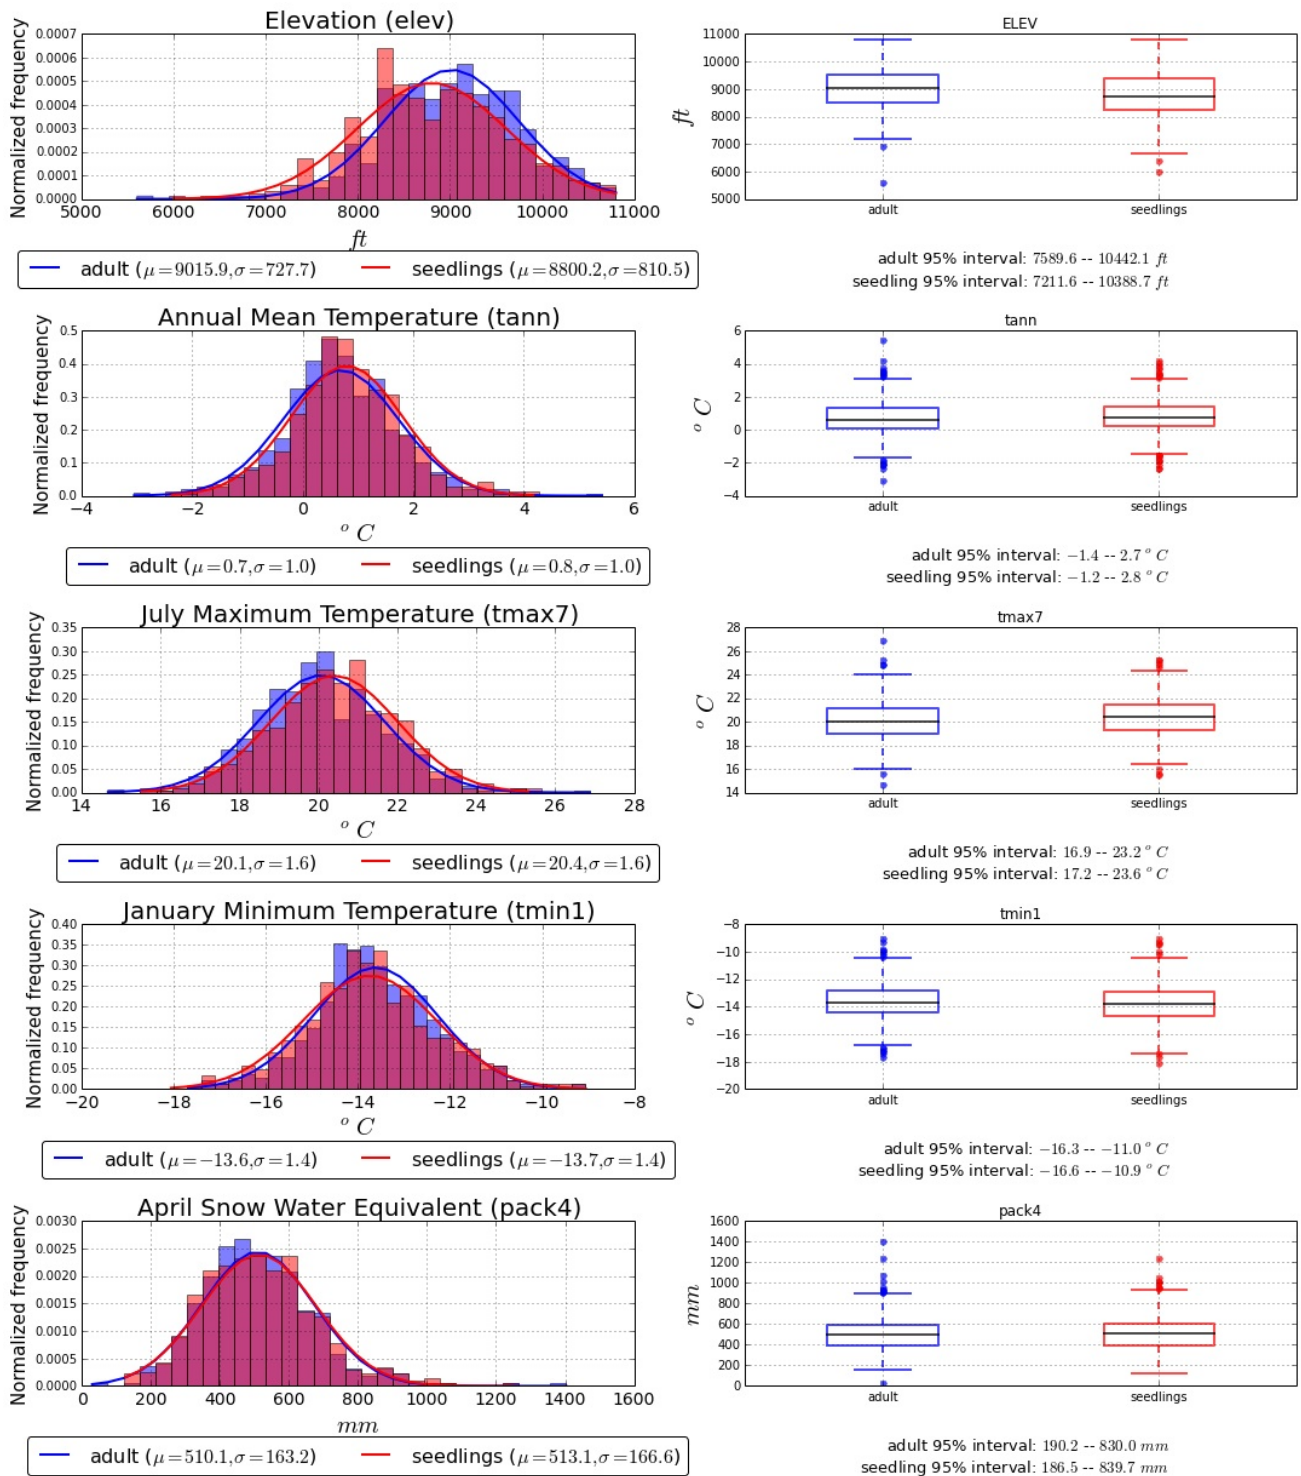 Elevation (elev)
Normalized frequency
0.0007
0.0006
0.0005
0.0004
0.0003
0.0002
0.0001
0.0000
5000 6000 7000 8000 9000 10000 11000
ft
adult (μ=9015.9,σ=727.7) seedlings (μ=8800.2,σ=810.5)
ELEV
ft
11000
10000
9000
8000
7000
6000
5000
adult seedlings
adult 95% interval: 7589.6 -- 10442.1 ft
seedling 95% interval: 7211.6 -- 10388.7 ft
Annual Mean Temperature (tann)
Normalized frequency
0.5
0.4
0.3
0.2
0.1
0.0
−4 −2 0 2 4 6
° C
adult (μ=0.7,σ=1.0) seedlings (μ=0.8,σ=1.0)
tann
° C
6
4
2
0
−2
−4
adult seedlings
adult 95% interval: −1.4 -- 2.7 ° C
seedling 95% interval: −1.2 -- 2.8 ° C
July Maximum Temperature (tmax7)
Normalized frequency
0.35
0.30
0.25
0.20
0.15
0.10
0.05
0.00
14 16 18 20 22 24 26 28
° C
adult (μ=20.1,σ=1.6) seedlings (μ=20.4,σ=1.6)
tmax7
° C
28
26
24
22
20
18
16
14
adult seedlings
adult 95% interval: 16.9 -- 23.2 ° C
seedling 95% interval: 17.2 -- 23.6 ° C
January Minimum Temperature (tmin1)
Normalized frequency
0.40
0.35
0.30
0.25
0.20
0.15
0.10
0.05
0.00
−20 −18 −16 −14 −12 −10 −8
° C
adult (μ=−13.6,σ=1.4) seedlings (μ=−13.7,σ=1.4)
tmin1
° C
−8
−10
−12
−14
−16
−18
−20
adult seedlings
adult 95% interval: −16.3 -- −11.0 ° C
seedling 95% interval: −16.6 -- −10.9 ° C
April Snow Water Equivalent (pack4)
Normalized frequency
0.0030
0.0025
0.0020
0.0015
0.0010
0.0005
0.0000
0 200 400 600 800 1000 1200 1400 1600
mm
adult (μ=510.1,σ=163.2) seedlings (μ=513.1,σ=166.6)
pack4
mm
1600
1400
1200
1000
800
600
400
200
0
adult seedlings
adult 95% interval: 190.2 -- 830.0 mm
seedling 95% interval: 186.5 -- 839.7 mm